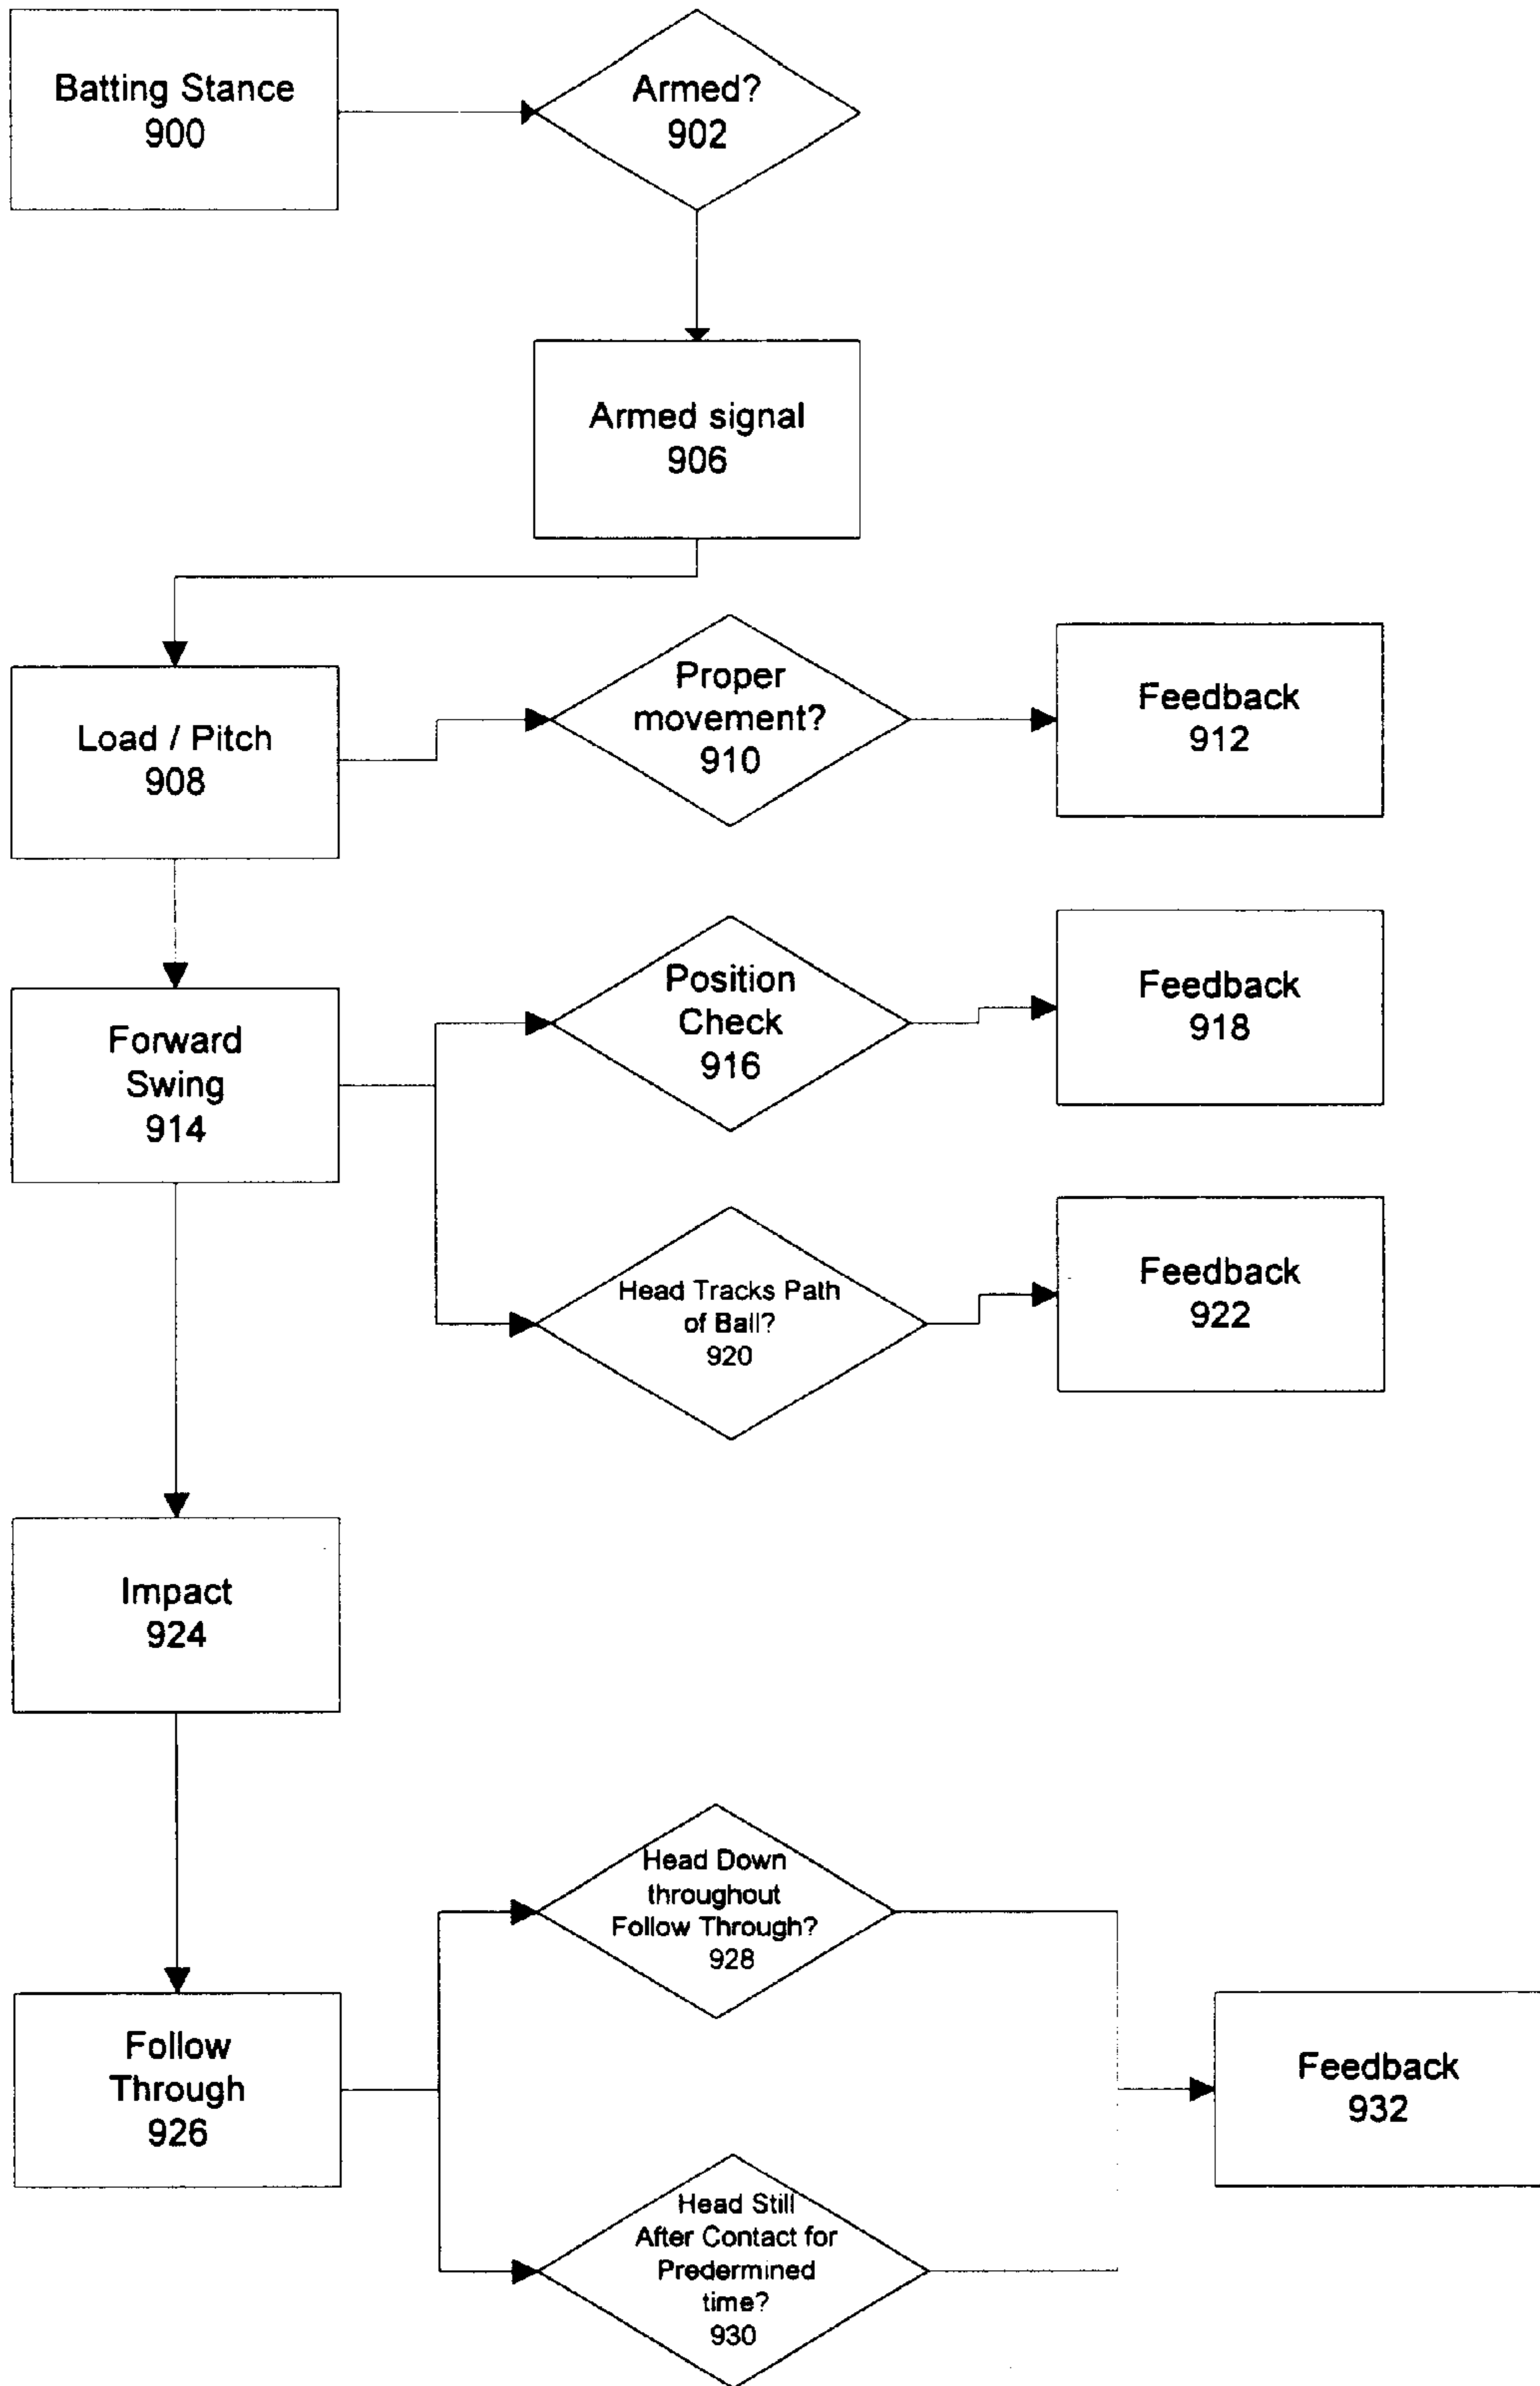 Batting Stance
900
Armed?
902
Armed signal
906
Load / Pitch
908
Proper
movement?
910
Feedback
912
Forward
Swing
914
Position
Check
916
Feedback
918
Head Tracks Path
of Ball?
920
Feedback
922
Impact
924
Follow
Through
926
Head Down
throughout
Follow Through?
928
Head Still
After Contact for
Predermined
time?
930
Feedback
932